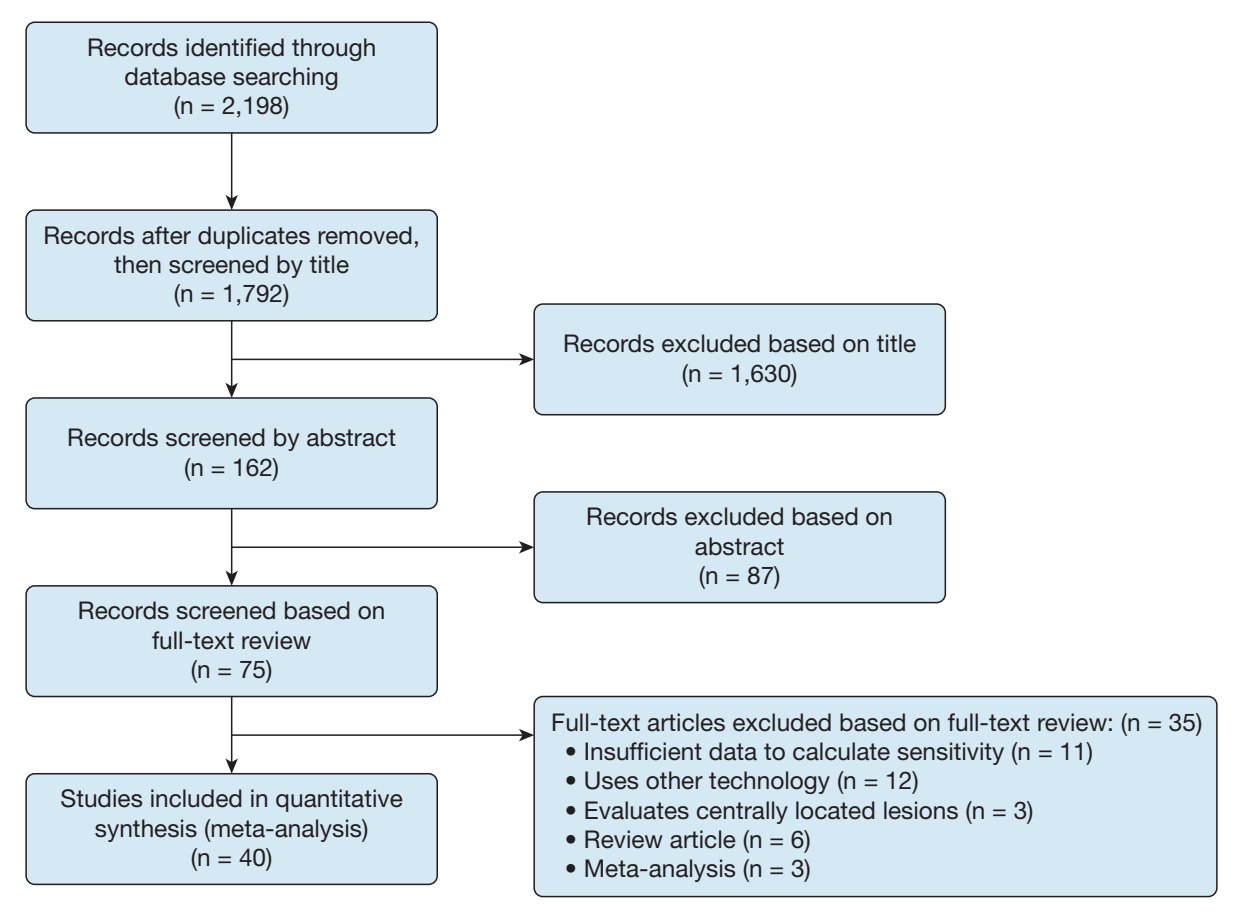 Records identified through
database searching
(n = 2,198)
Records after duplicates removed,
then screened by title
(n = 1,792)
Records excluded based on title
(n = 1,630)
Records screened by abstract
(n = 162)
Records excluded based on
abstract
(n = 87)
Records screened based on
full-text review
(n = 75)
Full-text articles excluded based on full-text review: (n = 35)
• Insufficient data to calculate sensitivity (n = 11)
• Uses other technology (n = 12)
• Evaluates centrally located lesions (n = 3)
• Review article (n = 6)
• Meta-analysis (n = 3)
Studies included in quantitative
synthesis (meta-analysis)
(n = 40)